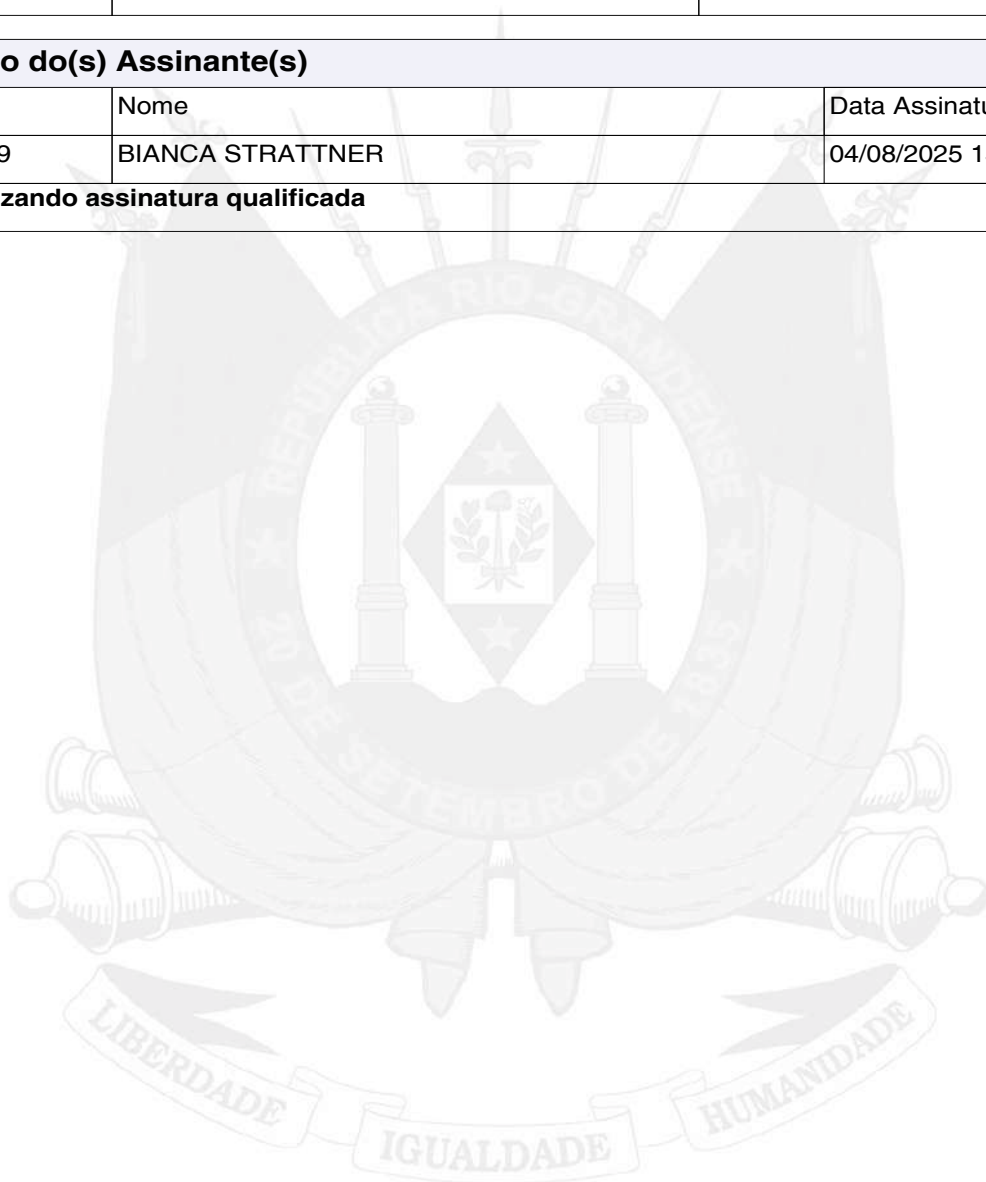 o do(s) Assinante(s)
Nome
Data Assinatu
9
BIANCA STRATTNER
04/08/2025 1
zando assinatura qualificada
REPÚBLICA RIO-GRANDENSE
20 DE SETEMBRO DE 1835
LIBERDADE
IGUALDADE
HUMANIDADE